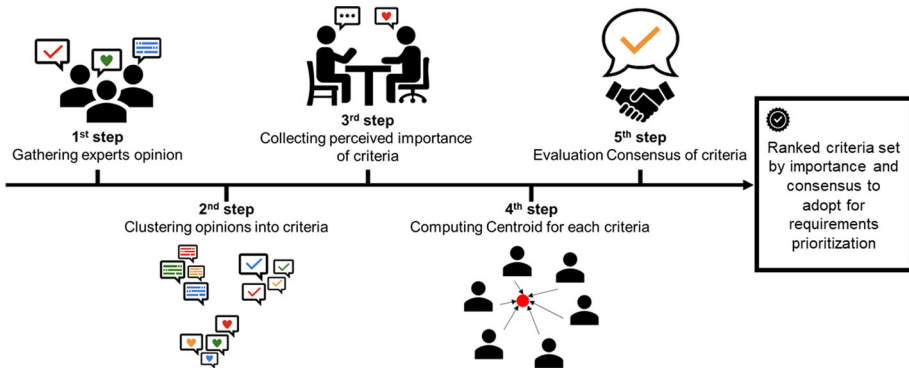 1st step
Gathering experts opinion
3rd step
Collecting perceived importance
of criteria
5th step
Evaluation Consensus of criteria
2nd step
Clustering opinions into criteria
4th step
Computing Centroid for each criteria
Ranked criteria set
by importance and
consensus to
adopt for
requirements
prioritization